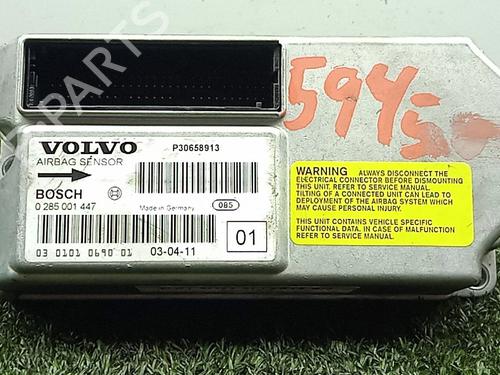 PARTS
5945
VOLVO
P30658913
AIRBAG SENSOR
BOSCH
0 285 001 447
Made in Germany
085
03 0101 0690 01
03-04-11
01
WARNING ALWAYS DISCONNECT THE
ELECTRICAL CONNECTOR BEFORE DISMOUNTING
THIS UNIT. REFER TO SERVICE MANUAL.
TILTING OF A CONNECTED UNIT CAN LEAD TO
DEPLOYMENT OF THE AIRBAG SYSTEM WHICH
MAY CAUSE PERSONAL INJURY.
THIS UNIT CONTAINS VEHICLE SPECIFIC
FUNCTIONAL DATA. IN CASE OF MALFUNCTION
REFER TO SERVICE MANUAL.